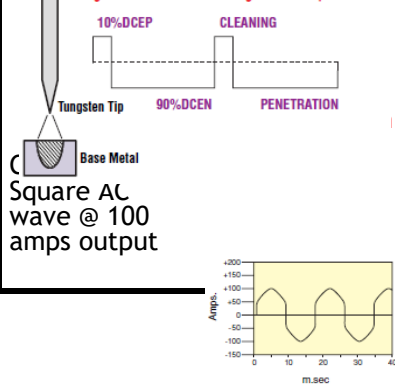 10%DCEP CLEANING
Tungsten Tip 90%DCEN PENETRATION
Base Metal
Square AC
wave @ 100
amps output
+200
+150
+100
+50
0
-50
-100
-150
Amps.
0 10 20 30 40
m.sec